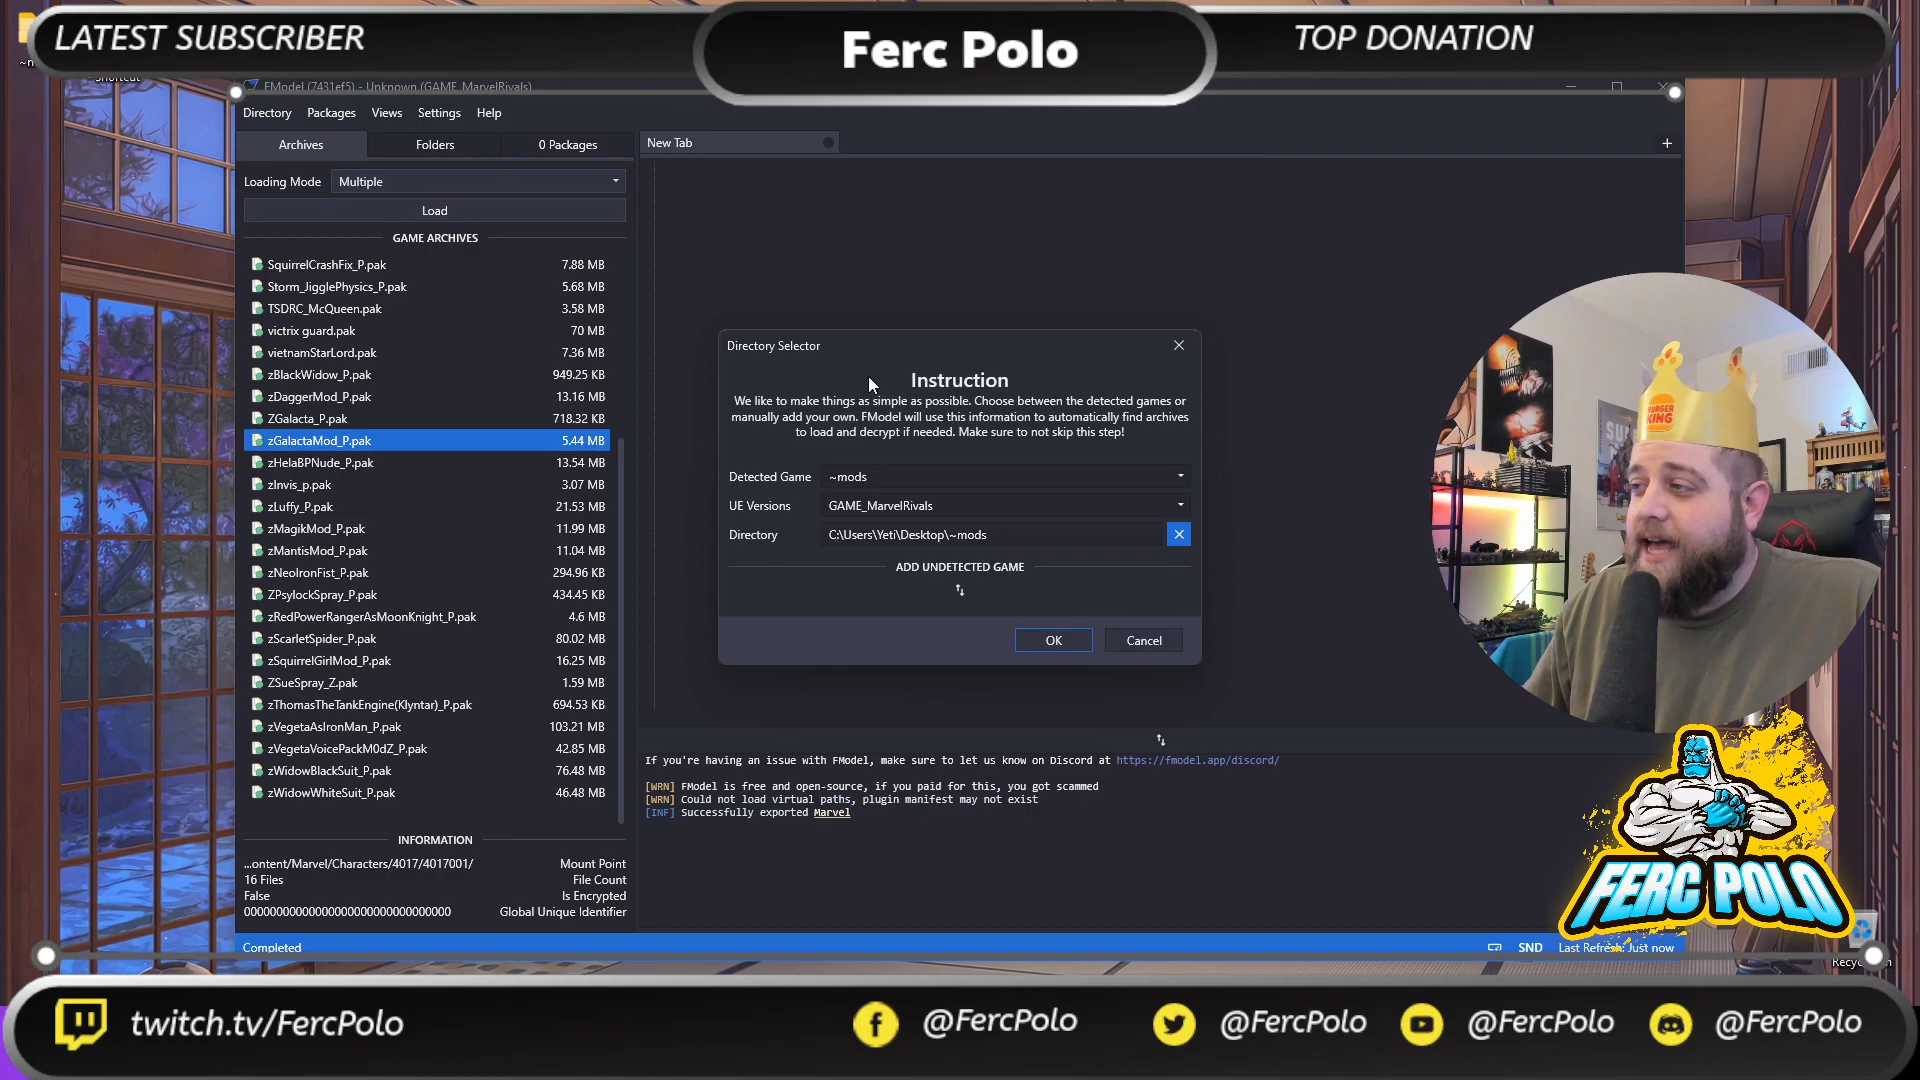 LATEST SUBSCRIBER
Ferc Polo
TOP DONATION
Shortcut
FModel (7431ef5) - Unknown (GAME_MarvelRivals)
Directory Packages Views Settings Help
Archives Folders 0 Packages
New Tab
Loading Mode Multiple
Load
GAME ARCHIVES
SquirrelCrashFix_P.pak 7.88 MB
Storm_JigglePhysics_P.pak 5.68 MB
TSDRC_McQueen.pak 3.58 MB
victrix guard.pak 70 MB
vietnamStarLord.pak 7.36 MB
zBlackWidow_P.pak 949.25 KB
zDaggerMod_P.pak 13.16 MB
ZGalacta_P.pak 718.32 KB
zGalactaMod_P.pak 5.44 MB
zHelaBPNude_P.pak 13.54 MB
zInvis_p.pak 3.07 MB
zLuffy_P.pak 21.53 MB
zMagikMod_P.pak 11.99 MB
zMantisMod_P.pak 11.04 MB
zNeoIronFist_P.pak 294.96 KB
ZPsylockSpray_P.pak 434.45 KB
zRedPowerRangerAsMoonKnight_P.pak 4.6 MB
zScarletSpider_P.pak 80.02 MB
zSquirrelGirlMod_P.pak 16.25 MB
ZSueSpray_Z.pak 1.59 MB
zThomasTheTankEngine(Klyntar)_P.pak 694.53 KB
zVegetaAsIronMan_P.pak 103.21 MB
zVegetaVoicePackM0dZ_P.pak 42.85 MB
zWidowBlackSuit_P.pak 76.48 MB
zWidowWhiteSuit_P.pak 46.48 MB
INFORMATION
...ontent/Marvel/Characters/4017/4017001/ Mount Point
16 Files File Count
False Is Encrypted
00000000000000000000000000000000 Global Unique Identifier
Completed
Directory Selector
Instruction
We like to make things as simple as possible. Choose between the detected games or
manually add your own. FModel will use this information to automatically find archives
to load and decrypt if needed. Make sure to not skip this step!
Detected Game ~mods
UE Versions GAME_MarvelRivals
Directory C:\Users\Yeti\Desktop\~mods
ADD UNDETECTED GAME
OK Cancel
If you're having an issue with FModel, make sure to let us know on Discord at https://fmodel.app/discord/
[WRN] FModel is free and open-source, if you paid for this, you got scammed
[WRN] Could not load virtual paths, plugin manifest may not exist
[INF] Successfully exported Marvel
SND Last Refresh: Just now
BURGER
KING
FERC POLO
twitch.tv/FercPolo
@FercPolo
@FercPolo
@FercPolo
@FercPolo